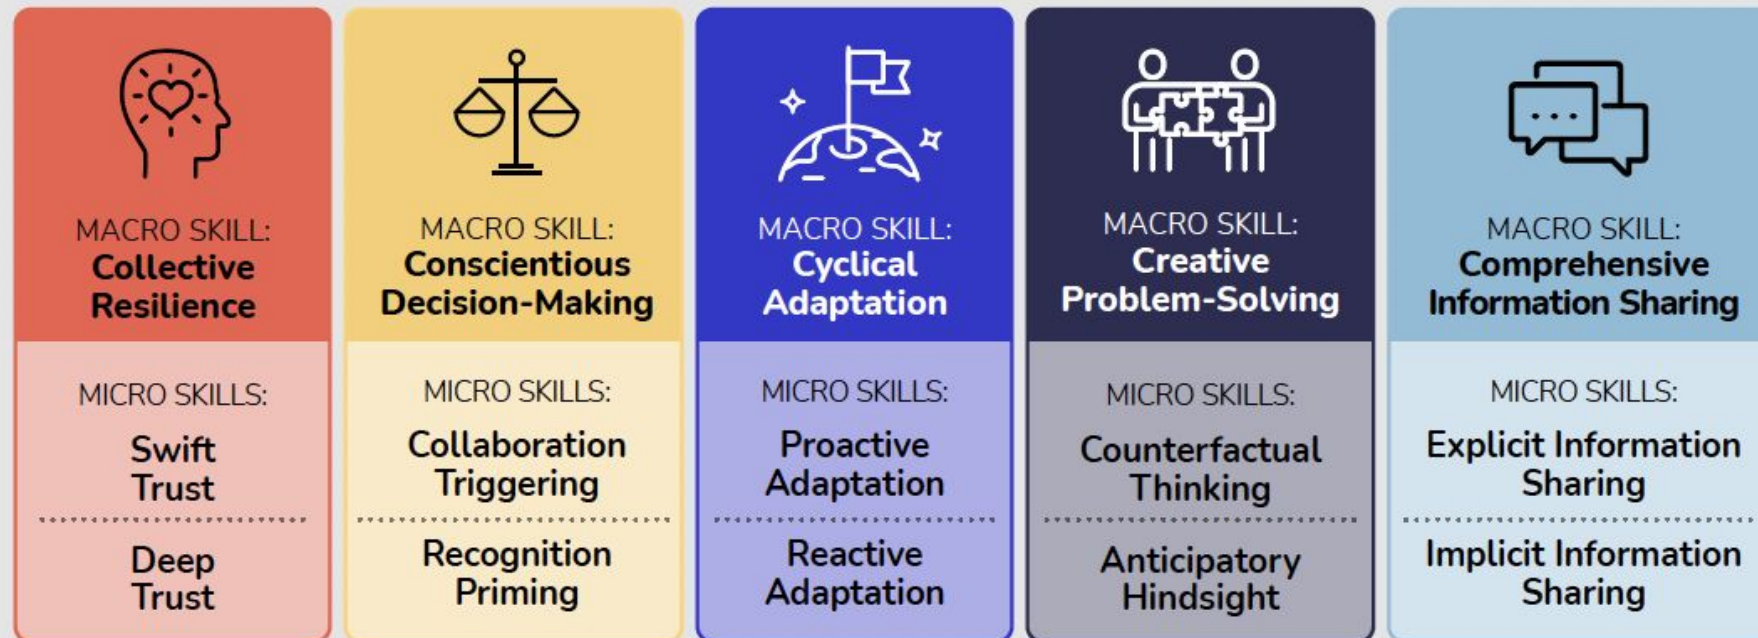 MACRO SKILL:
Collective
Resilience
MICRO SKILLS:
Swift
Trust
Deep
Trust
MACRO SKILL:
Conscientious
Decision-Making
MICRO SKILLS:
Collaboration
Triggering
Recognition
Priming
MACRO SKILL:
Cyclical
Adaptation
MICRO SKILLS:
Proactive
Adaptation
Reactive
Adaptation
MACRO SKILL:
Creative
Problem-Solving
MICRO SKILLS:
Counterfactual
Thinking
Anticipatory
Hindsight
MACRO SKILL:
Comprehensive
Information Sharing
MICRO SKILLS:
Explicit Information
Sharing
Implicit Information
Sharing